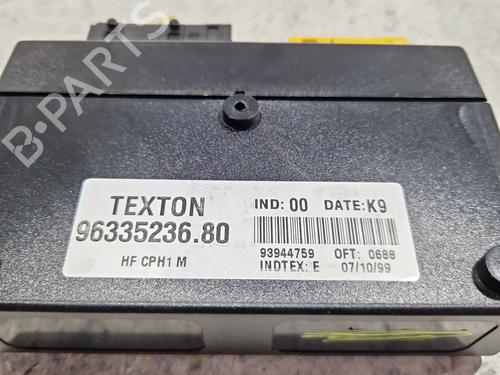 B-PARTS
TEXTON
96335236.80
HF CPH1 M
IND: 00 DATE: K9
93944759 OFT: 0688
INDTEX: E 07/10/99